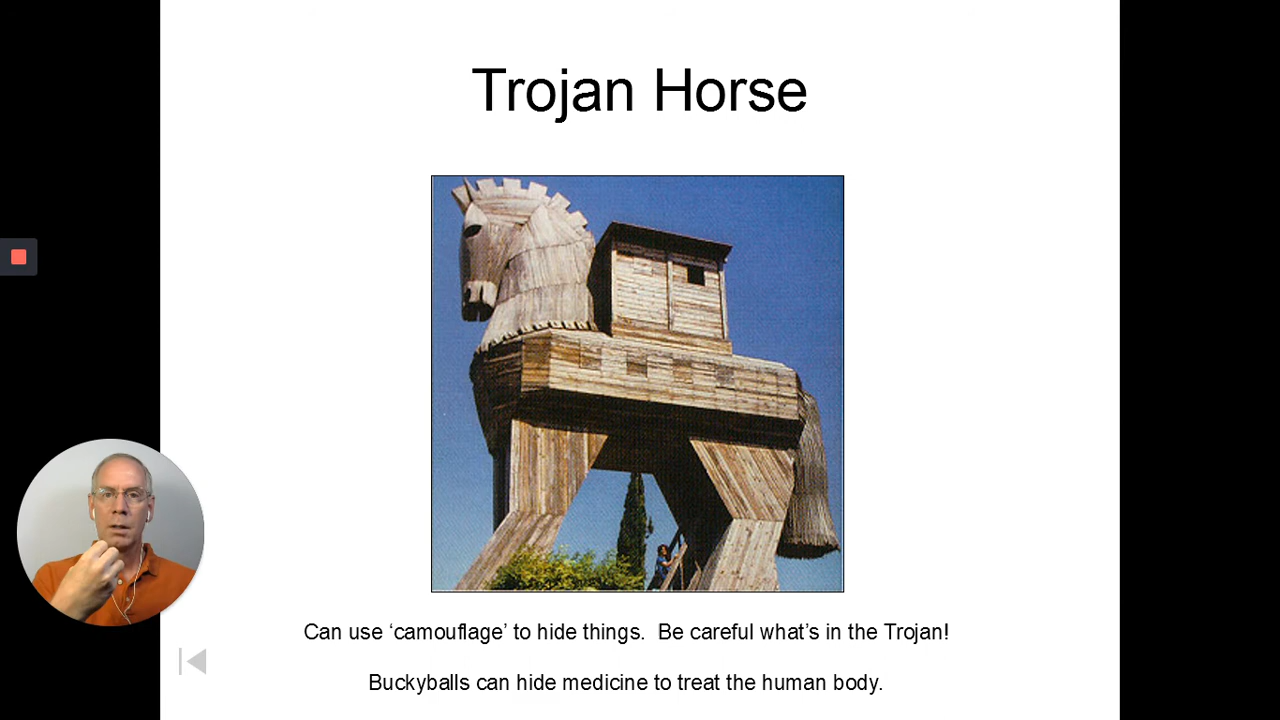 Trojan Horse
Can use ‘camouflage’ to hide things.  Be careful what’s in the Trojan!
Buckyballs can hide medicine to treat the human body.